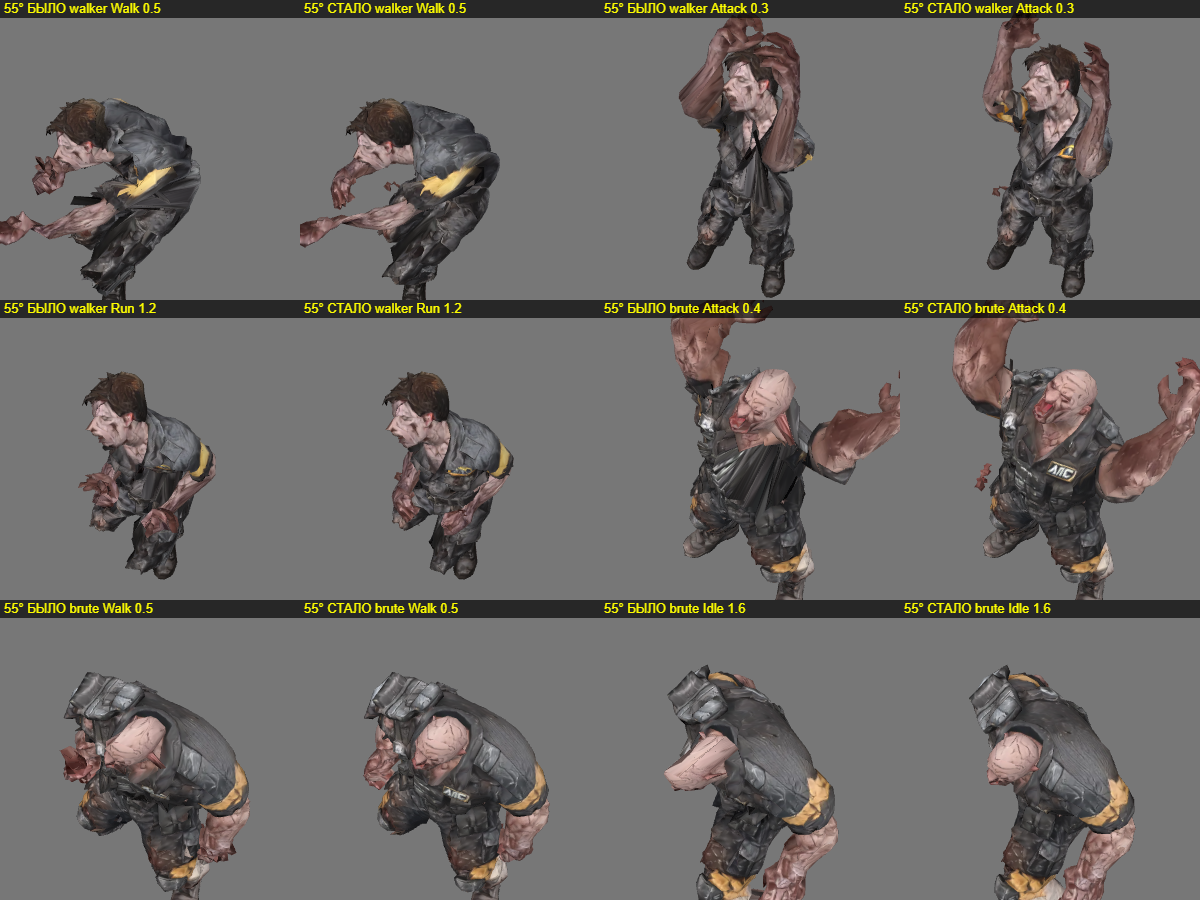 55° БЫЛО walker Walk 0.5
55° СТАЛО walker Walk 0.5
55° БЫЛО walker Attack 0.3
55° СТАЛО walker Attack 0.3
55° БЫЛО walker Run 1.2
55° СТАЛО walker Run 1.2
55° БЫЛО brute Attack 0.4
55° СТАЛО brute Attack 0.4
55° БЫЛО brute Walk 0.5
55° СТАЛО brute Walk 0.5
55° БЫЛО brute Idle 1.6
55° СТАЛО brute Idle 1.6